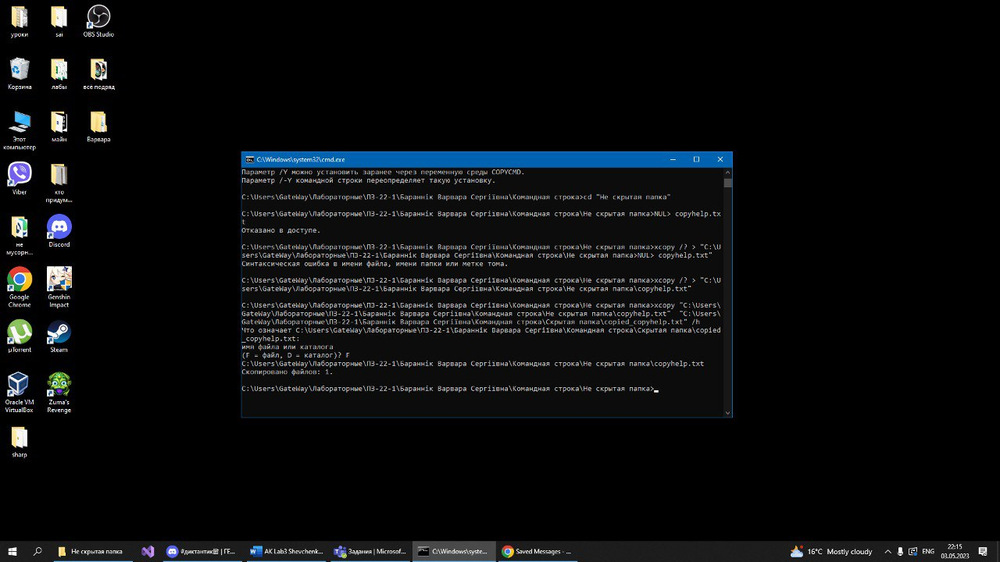 уроки
sai
OBS Studio
Корзина
лабы
всё подряд
Этот
компьютер
майн
Варвара
Viber
кто
придум...
не
мусорн...
Discord
Google
Chrome
Genshin
Impact
µTorrent
Steam
Oracle VM
VirtualBox
Zuma's
Revenge
sharp
C:\Windows\system32\cmd.exe
Параметр /Y можно установить заранее через переменную среды COPYCMD.
Параметр /-Y командной строки переопределяет такую установку.
C:\Users\GateWay\Лабораторные\ПЗ-22-1\Бараннік Варвара Сергіївна\Командная строка>cd "Не скрытая папка"
C:\Users\GateWay\Лабораторные\ПЗ-22-1\Бараннік Варвара Сергіївна\Командная строка\Не скрытая папка>NUL> copyhelp.tx
t
Отказано в доступе.
C:\Users\GateWay\Лабораторные\ПЗ-22-1\Бараннік Варвара Сергіївна\Командная строка\Не скрытая папка>xcopy /? > "C:\U
sers\GateWay\Лабораторные\ПЗ-22-1\Бараннік Варвара Сергіївна\Командная строка\Не скрытая папка>NUL> copyhelp.txt"
Синтаксическая ошибка в имени файла, имени папки или метке тома.
C:\Users\GateWay\Лабораторные\ПЗ-22-1\Бараннік Варвара Сергіївна\Командная строка\Не скрытая папка>xcopy /? > "C:\U
sers\GateWay\Лабораторные\ПЗ-22-1\Бараннік Варвара Сергіївна\Командная строка\Не скрытая папка\copyhelp.txt"
C:\Users\GateWay\Лабораторные\ПЗ-22-1\Бараннік Варвара Сергіївна\Командная строка\Не скрытая папка>xcopy "C:\Users\
GateWay\Лабораторные\ПЗ-22-1\Бараннік Варвара Сергіївна\Командная строка\Не скрытая папка\copyhelp.txt"  "C:\Users\
GateWay\Лабораторные\ПЗ-22-1\Бараннік Варвара Сергіївна\Командная строка\Скрытая папка\copied_copyhelp.txt" /h
Что означает C:\Users\GateWay\Лабораторные\ПЗ-22-1\Бараннік Варвара Сергіївна\Командная строка\Скрытая папка\copied
_copyhelp.txt:
имя файла или каталога
(F = файл, D = каталог)? F
C:\Users\GateWay\Лабораторные\ПЗ-22-1\Бараннік Варвара Сергіївна\Командная строка\Не скрытая папка\copyhelp.txt
Скопировано файлов: 1.
C:\Users\GateWay\Лабораторные\ПЗ-22-1\Бараннік Варвара Сергіївна\Командная строка\Не скрытая папка>
Не скрытая папка
#диктантик | ГЕ...
AK Lab3 Shevchenk...
Задания | Microsof...
C:\Windows\syste...
Saved Messages - ...
16°C Mostly cloudy
ENG
22:15
03.05.2023